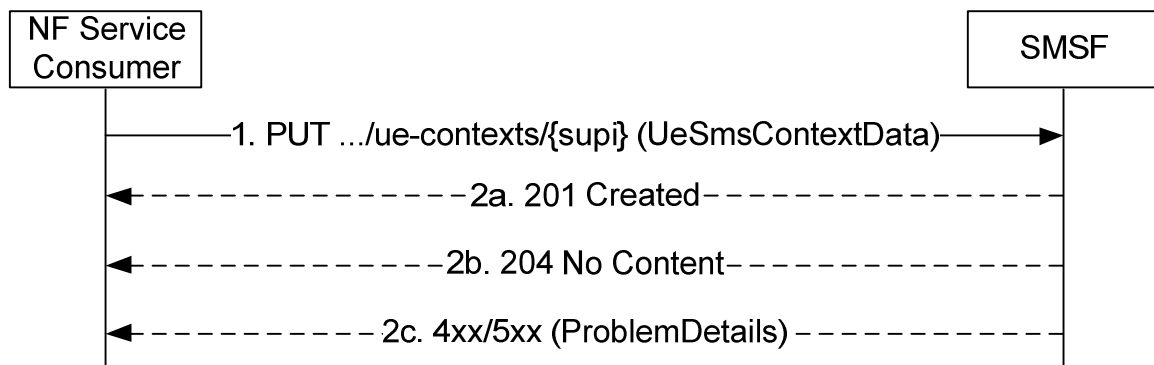 NF Service
Consumer
SMSF
1. PUT .../ue-contexts/{supi} (UeSmsContextData)
2a. 201 Created
2b. 204 No Content
2c. 4xx/5xx (ProblemDetails)